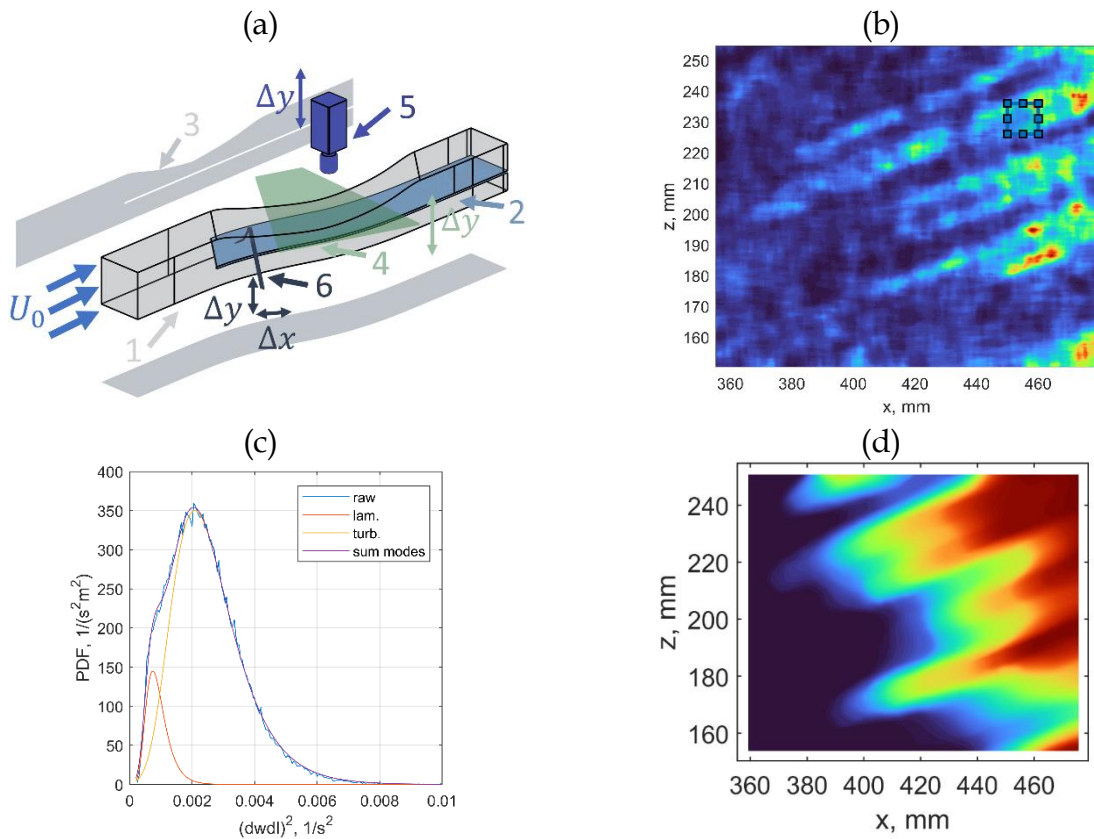 (a)
Δy
5
3
2
Δy
4
6
U₀
Δy
Δx
1
(b)
250
240
230
220
210
200
190
180
170
160
z, mm
360 380 400 420 440 460
x, mm
(c)
400
350
300
250
200
150
100
50
0
PDF, 1/(s²m²)
raw
lam.
turb.
sum modes
0 0.002 0.004 0.006 0.008 0.01
(dwdl)², 1/s²
(d)
240
220
200
180
160
z, mm
360 380 400 420 440 460
x, mm